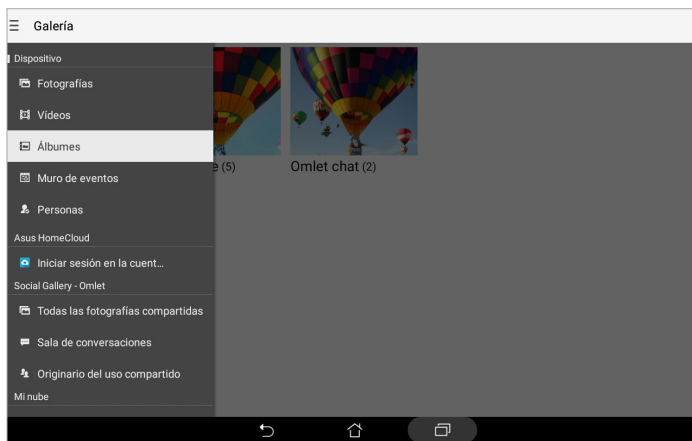 Galería
Dispositivo
Fotografías
Vídeos
Álbumes
Muro de eventos
Personas
Asus HomeCloud
Iniciar sesión en la cuent...
Social Gallery - Omlet
Todas las fotografías compartidas
Sala de conversaciones
Originario del uso compartido
Mi nube
(5)
Omlet chat (2)